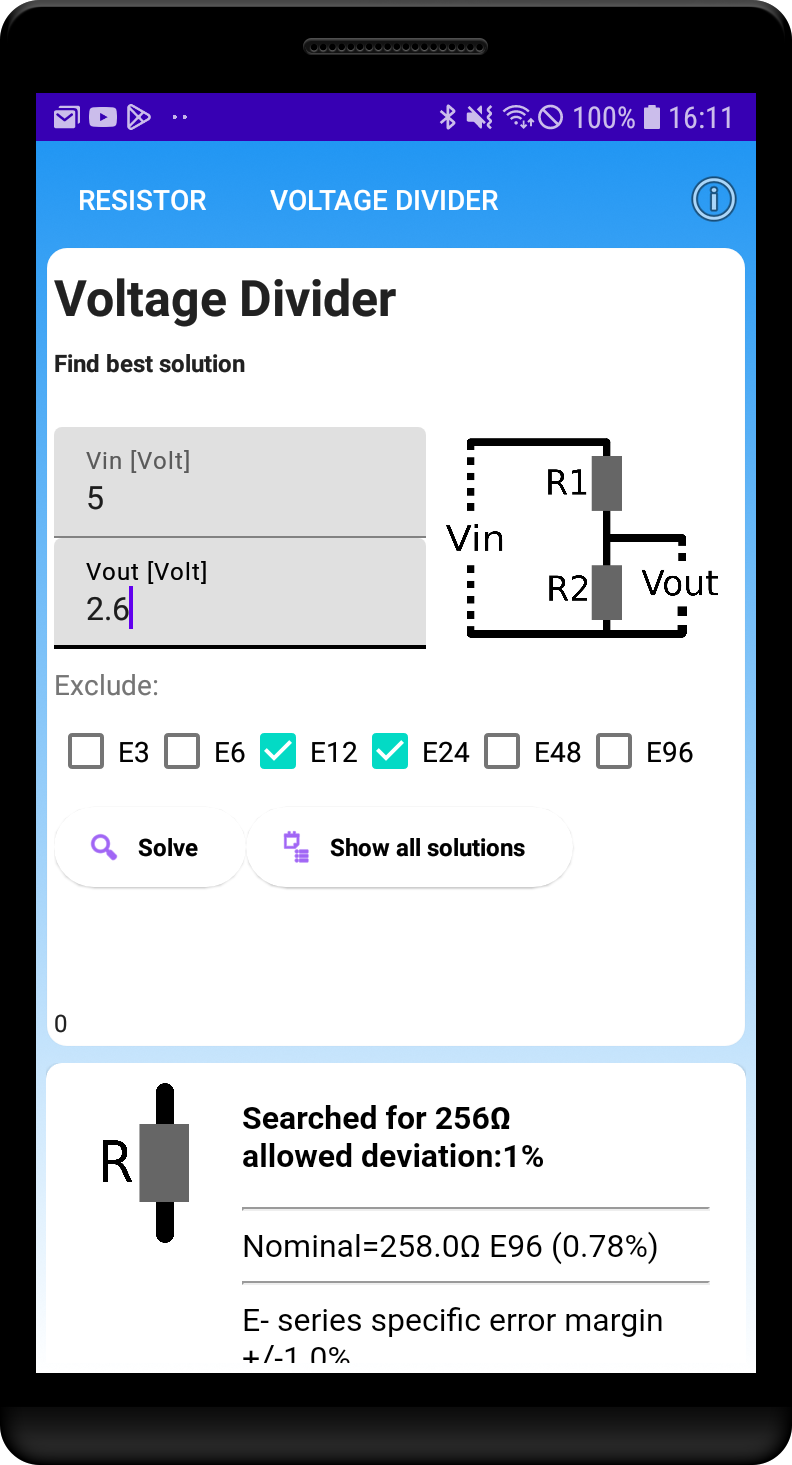 100% 16:11
RESISTOR VOLTAGE DIVIDER
Voltage Divider
Find best solution
Vin [Volt]
5
Vout [Volt]
2.6
R1
Vin
R2 Vout
Exclude:
E3 E6 E12 E24 E48 E96
Solve Show all solutions
0
R
Searched for 256Ω
allowed deviation:1%
Nominal=258.0Ω E96 (0.78%)
E- series specific error margin
+/-1.0%